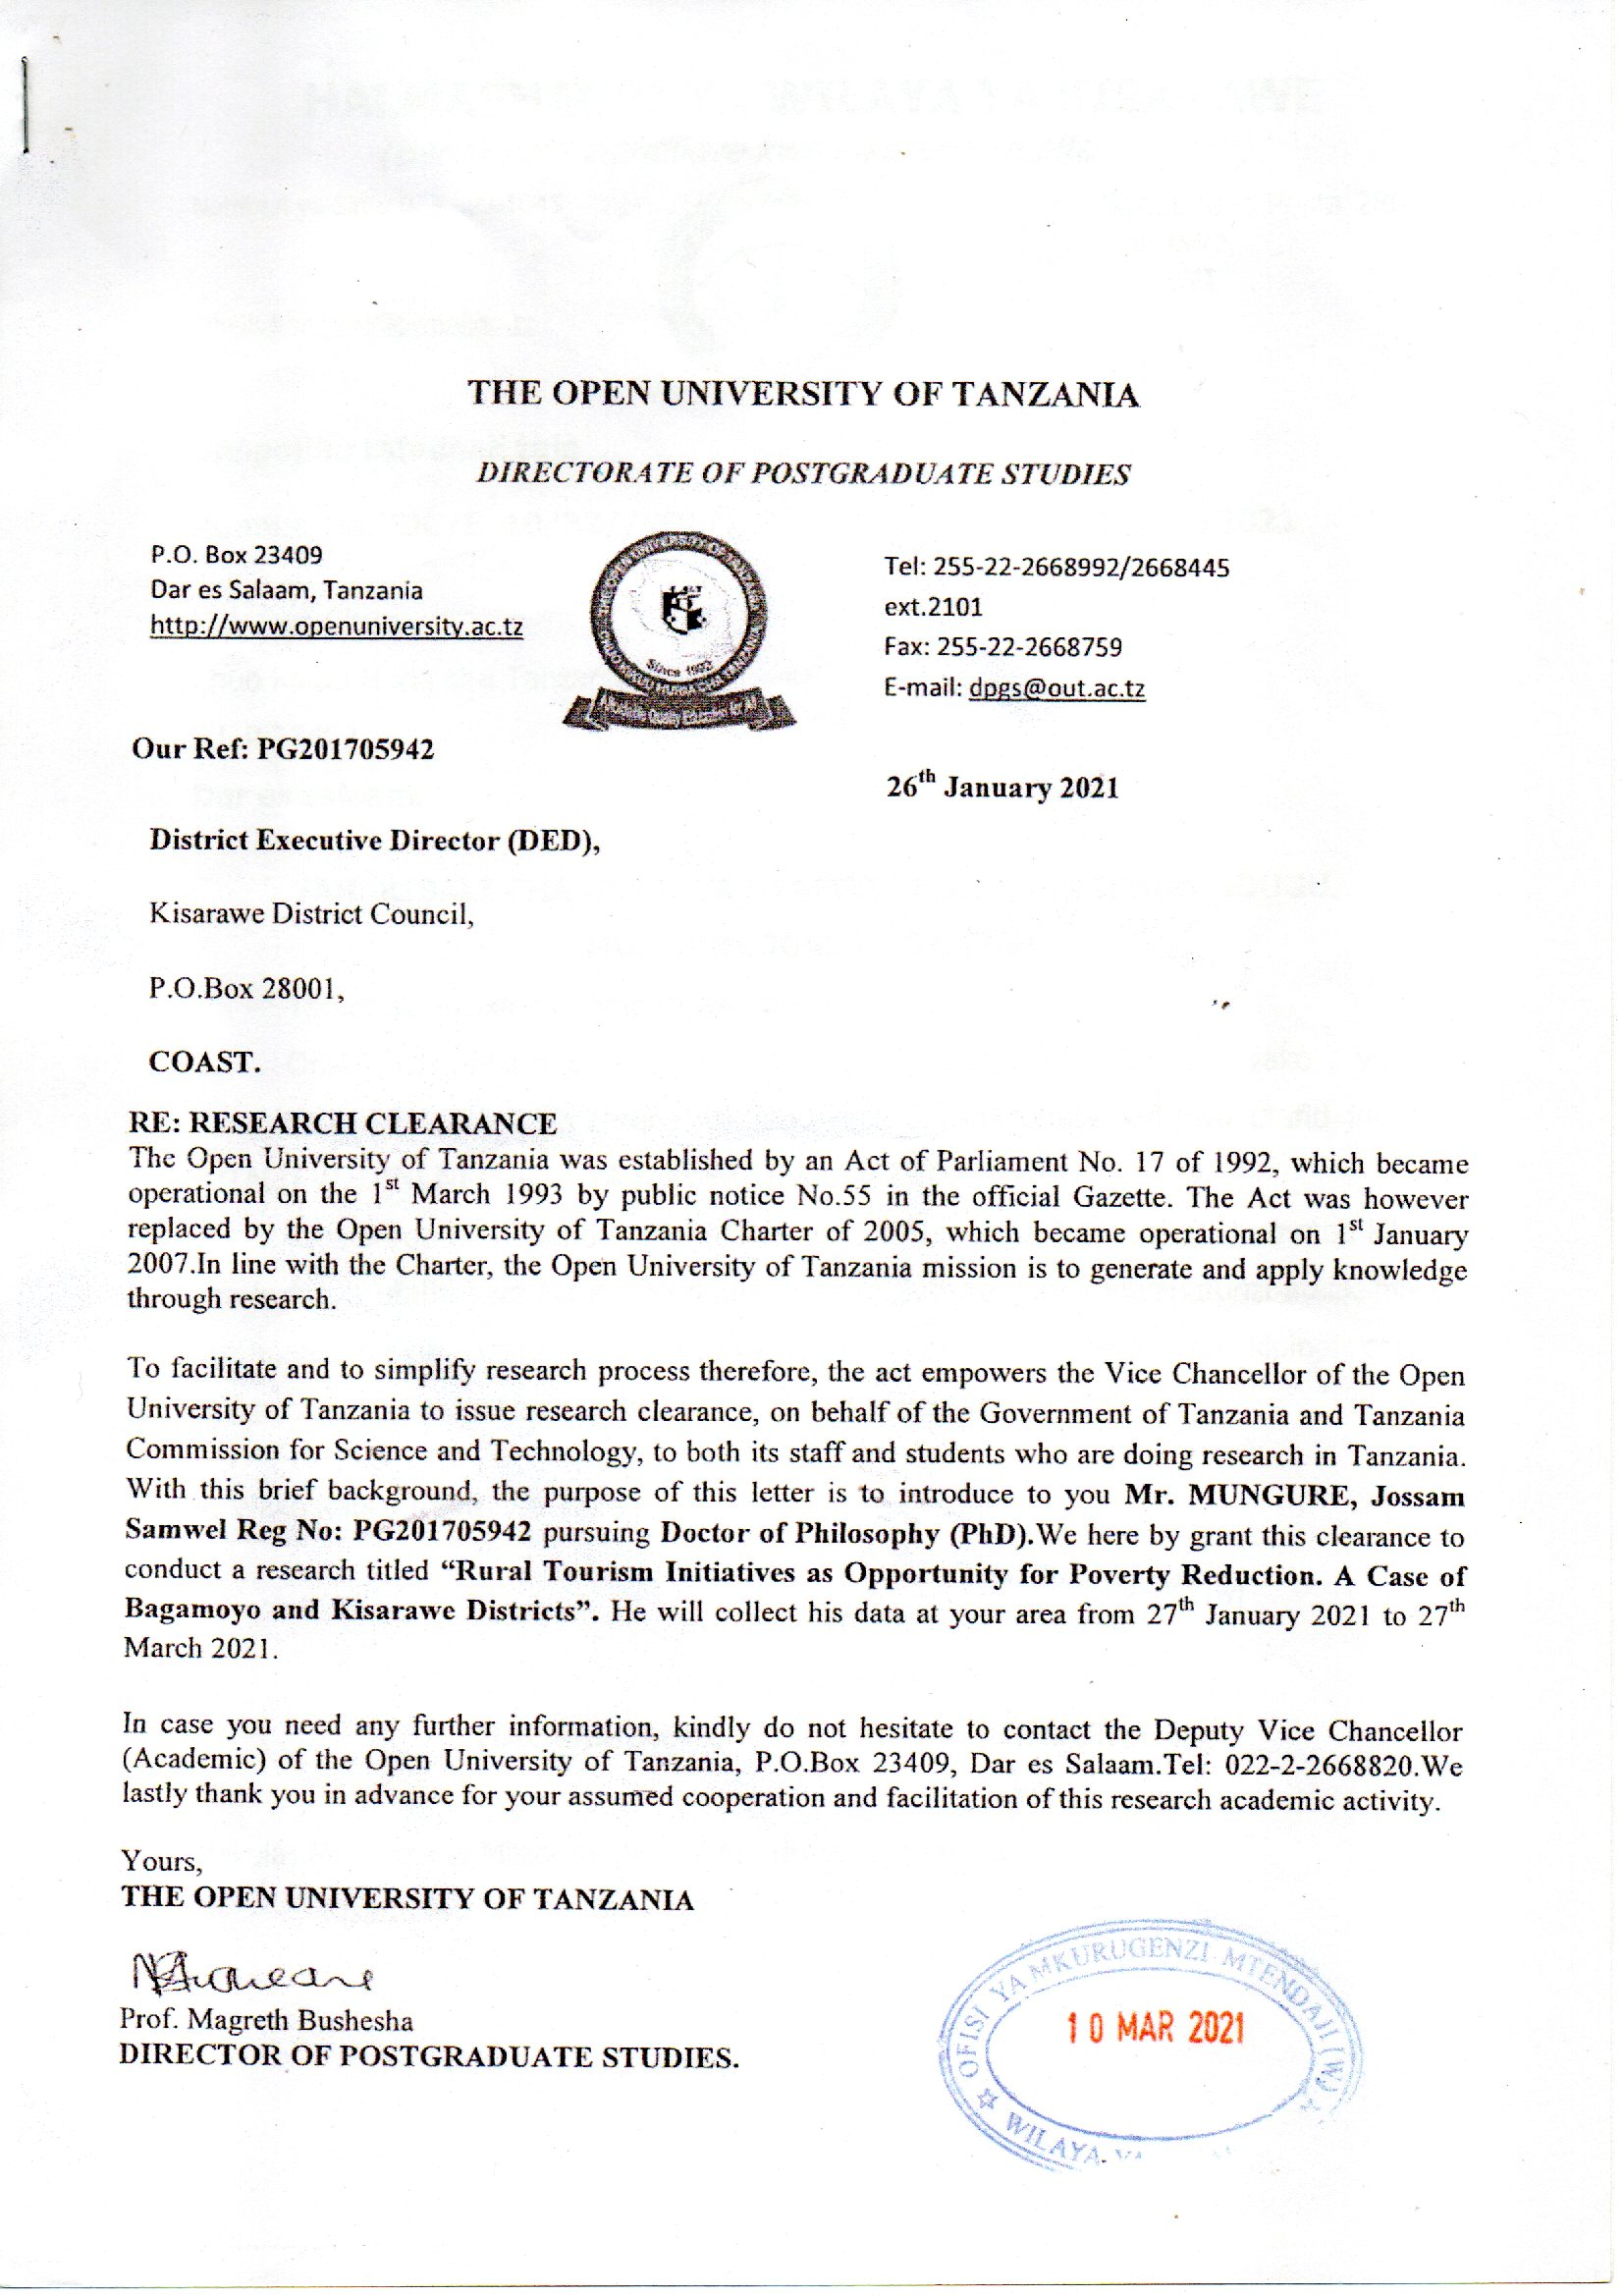 THE OPEN UNIVERSITY OF TANZANIA
DIRECTORATE OF POSTGRADUATE STUDIES
P.O. Box 23409
Dar es Salaam, Tanzania
http://www.openuniversity.ac.tz
Since 1992
Tel: 255-22-2668992/2668445
ext.2101
Fax: 255-22-2668759
E-mail: dpgs@out.ac.tz
Our Ref: PG201705942
26th January 2021
District Executive Director (DED),
Kisarawe District Council,
P.O.Box 28001,
COAST.
RE: RESEARCH CLEARANCE
The Open University of Tanzania was established by an Act of Parliament No. 17 of 1992, which became
operational on the 1st March 1993 by public notice No.55 in the official Gazette. The Act was however
replaced by the Open University of Tanzania Charter of 2005, which became operational on 1st January
2007.In line with the Charter, the Open University of Tanzania mission is to generate and apply knowledge
through research.
To facilitate and to simplify research process therefore, the act empowers the Vice Chancellor of the Open
University of Tanzania to issue research clearance, on behalf of the Government of Tanzania and Tanzania
Commission for Science and Technology, to both its staff and students who are doing research in Tanzania.
With this brief background, the purpose of this letter is to introduce to you Mr. MUNGURE, Jossam
Samwel Reg No: PG201705942 pursuing Doctor of Philosophy (PhD).We here by grant this clearance to
conduct a research titled “Rural Tourism Initiatives as Opportunity for Poverty Reduction. A Case of
Bagamoyo and Kisarawe Districts”. He will collect his data at your area from 27th January 2021 to 27th
March 2021.
In case you need any further information, kindly do not hesitate to contact the Deputy Vice Chancellor
(Academic) of the Open University of Tanzania, P.O.Box 23409, Dar es Salaam.Tel: 022-2-2668820.We
lastly thank you in advance for your assumed cooperation and facilitation of this research academic activity.
Yours,
THE OPEN UNIVERSITY OF TANZANIA
Prof. Magreth Bushesha
DIRECTOR OF POSTGRADUATE STUDIES.
OFISI YA MKURUGENZI MTENDAJI (W)
10 MAR 2021
WILAYA